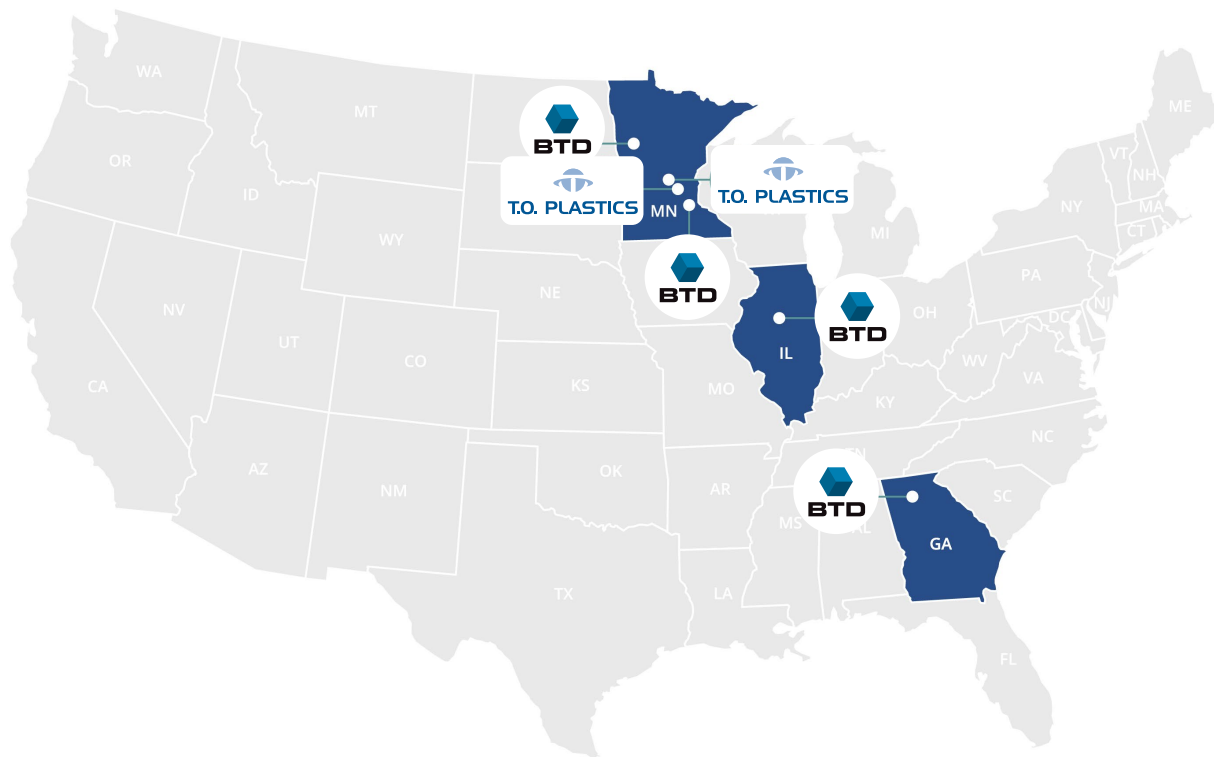 WA
MT
ME
OR
ID
VT
NH
BTD
T.O. PLASTICS
T.O. PLASTICS
MN
WY
NY
MA
CT
MI
BTD
NE
PA
NV
NJ
UT
CO
BTD
OH
DC
IL
WV
VA
CA
KS
MO
KY
NC
AZ
NM
OK
AR
TN
BTD
MS
AL
SC
GA
TX
LA
FL